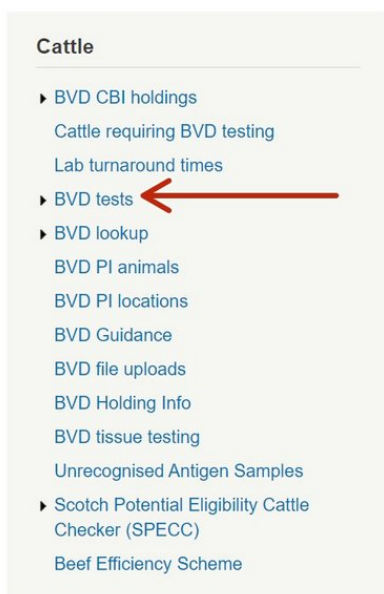 Cattle
BVD CBI holdings
Cattle requiring BVD testing
Lab turnaround times
BVD tests
BVD lookup
BVD PI animals
BVD PI locations
BVD Guidance
BVD file uploads
BVD Holding Info
BVD tissue testing
Unrecognised Antigen Samples
Scotch Potential Eligibility Cattle
Checker (SPECC)
Beef Efficiency Scheme